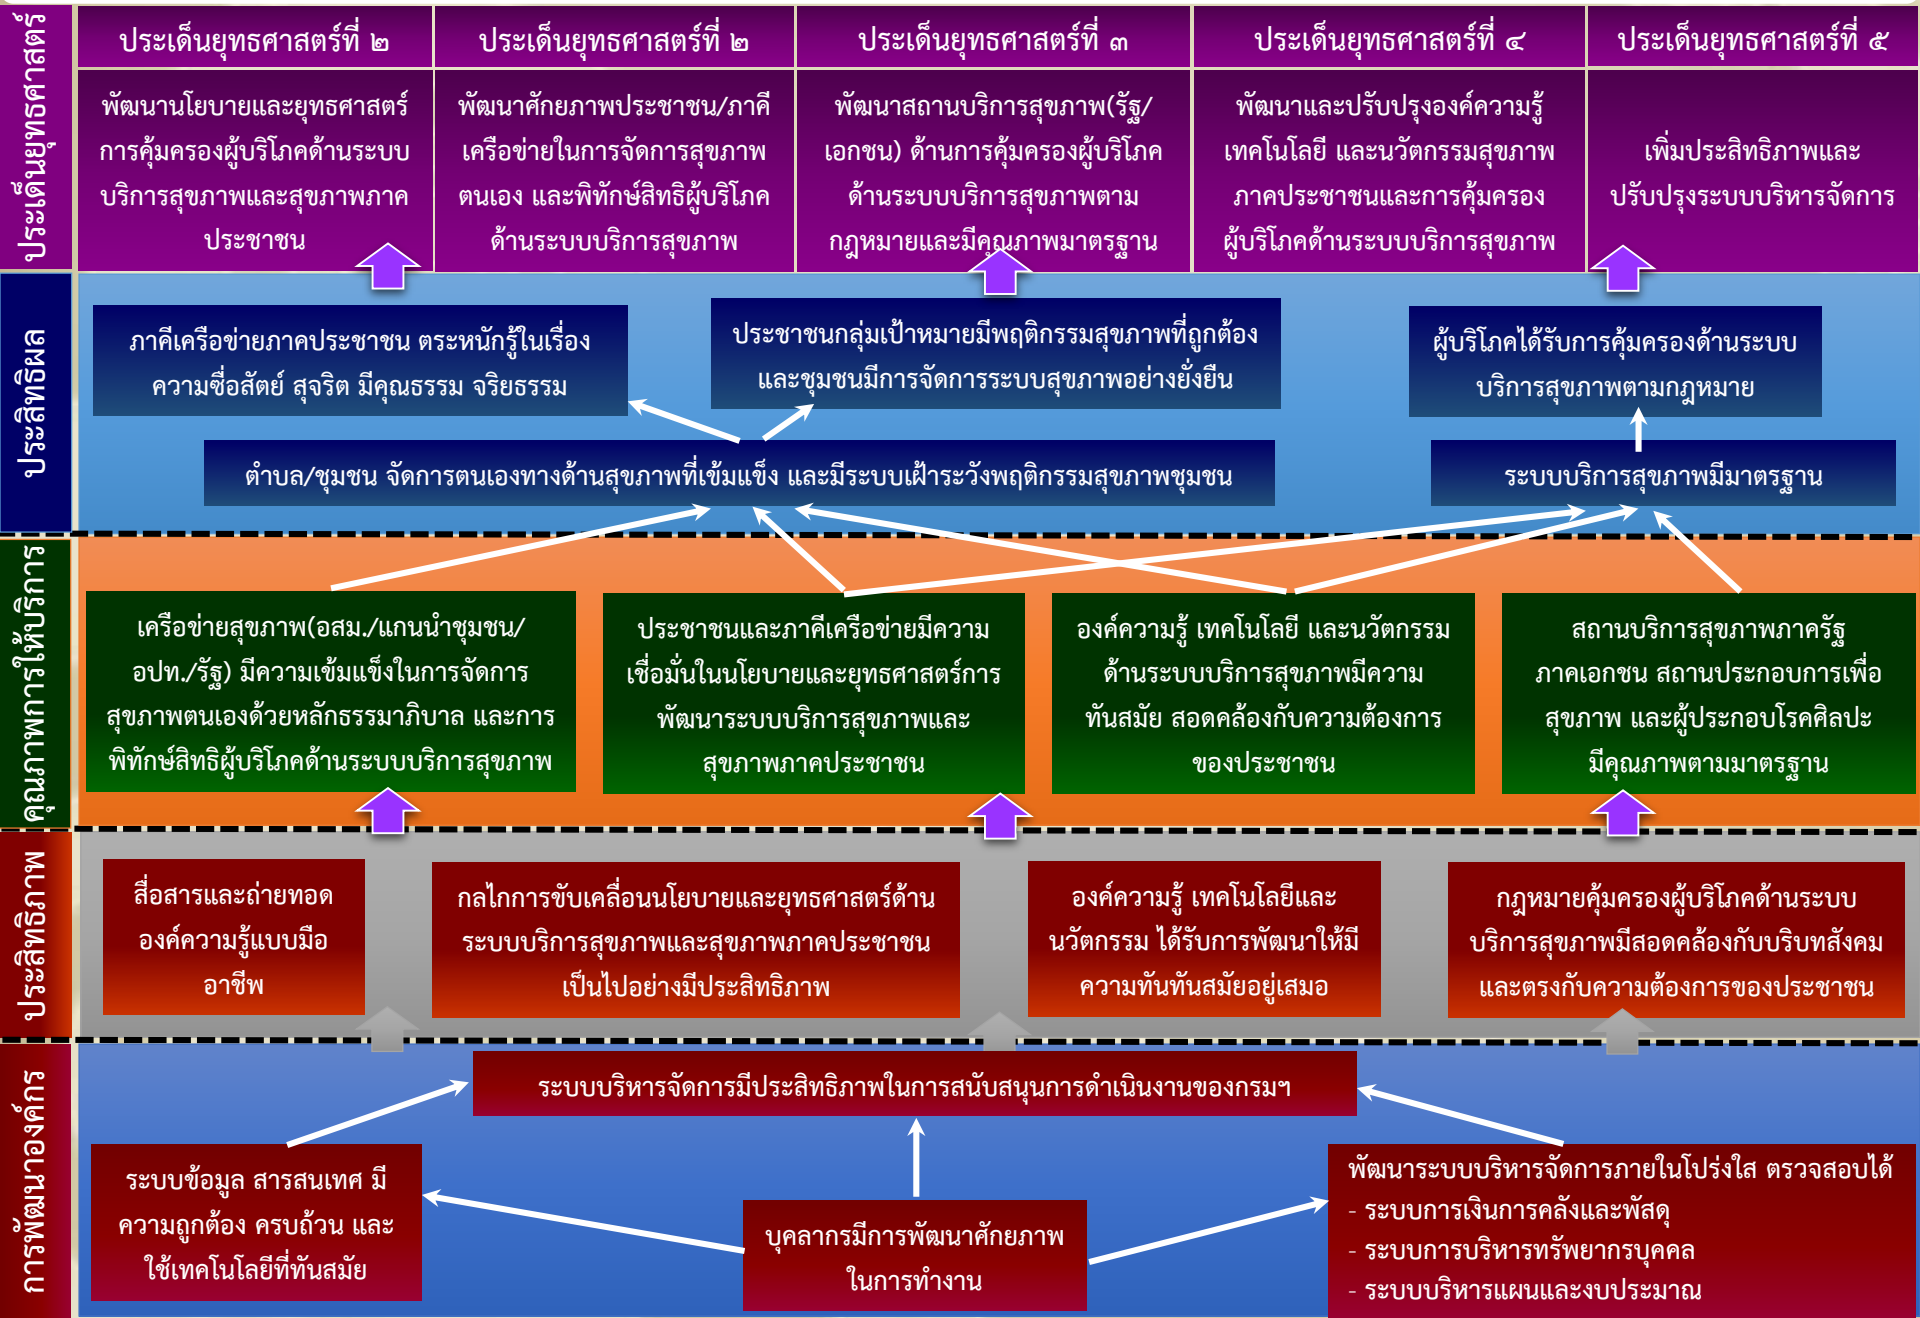 ประเด็นยุทธศาสตร์
ประเด็นยุทธศาสตร์ที่ ๒
ประเด็นยุทธศาสตร์ที่ ๒
ประเด็นยุทธศาสตร์ที่ ๓
ประเด็นยุทธศาสตร์ที่ ๔
ประเด็นยุทธศาสตร์ที่ ๕
พัฒนานโยบายและยุทธศาสตร์
การคุ้มครองผู้บริโภคด้านระบบ
บริการสุขภาพและสุขภาพภาค
ประชาชน
พัฒนาศักยภาพประชาชน/ภาคี
เครือข่ายในการจัดการสุขภาพ
ตนเอง และพิทักษ์สิทธิผู้บริโภค
ด้านระบบบริการสุขภาพ
พัฒนาสถานบริการสุขภาพ(รัฐ/
เอกชน) ด้านการคุ้มครองผู้บริโภค
ด้านระบบบริการสุขภาพตาม
กฎหมายและมีคุณภาพมาตรฐาน
พัฒนาและปรับปรุงองค์ความรู้
เทคโนโลยี และนวัตกรรมสุขภาพ
ภาคประชาชนและการคุ้มครอง
ผู้บริโภคด้านระบบบริการสุขภาพ
เพิ่มประสิทธิภาพและ
ปรับปรุงระบบบริหารจัดการ
ประสิทธิผล
ภาคีเครือข่ายภาคประชาชน ตระหนักรู้ในเรื่อง
ความซื่อสัตย์ สุจริต มีคุณธรรม จริยธรรม
ประชาชนกลุ่มเป้าหมายมีพฤติกรรมสุขภาพที่ถูกต้อง
และชุมชนมีการจัดการระบบสุขภาพอย่างยั่งยืน
ผู้บริโภคได้รับการคุ้มครองด้านระบบ
บริการสุขภาพตามกฎหมาย
ตำบล/ชุมชน จัดการตนเองทางด้านสุขภาพที่เข้มแข็ง และมีระบบเฝ้าระวังพฤติกรรมสุขภาพชุมชน
ระบบบริการสุขภาพมีมาตรฐาน
คุณภาพการให้บริการ
เครือข่ายสุขภาพ(อสม./แกนนำชุมชน/
อปท./รัฐ) มีความเข้มแข็งในการจัดการ
สุขภาพตนเองด้วยหลักธรรมาภิบาล และการ
พิทักษ์สิทธิผู้บริโภคด้านระบบบริการสุขภาพ
ประชาชนและภาคีเครือข่ายมีความ
เชื่อมั่นในนโยบายและยุทธศาสตร์การ
พัฒนาระบบบริการสุขภาพและ
สุขภาพภาคประชาชน
องค์ความรู้ เทคโนโลยี และนวัตกรรม
ด้านระบบบริการสุขภาพมีความ
ทันสมัย สอดคล้องกับความต้องการ
ของประชาชน
สถานบริการสุขภาพภาครัฐ
ภาคเอกชน สถานประกอบการเพื่อ
สุขภาพ และผู้ประกอบโรคศิลปะ
มีคุณภาพตามมาตรฐาน
ประสิทธิภาพ
สื่อสารและถ่ายทอด
องค์ความรู้แบบมือ
อาชีพ
กลไกการขับเคลื่อนนโยบายและยุทธศาสตร์ด้าน
ระบบบริการสุขภาพและสุขภาพภาคประชาชน
เป็นไปอย่างมีประสิทธิภาพ
องค์ความรู้ เทคโนโลยีและ
นวัตกรรม ได้รับการพัฒนาให้มี
ความทันทันสมัยอยู่เสมอ
กฎหมายคุ้มครองผู้บริโภคด้านระบบ
บริการสุขภาพมีสอดคล้องกับบริบทสังคม
และตรงกับความต้องการของประชาชน
การพัฒนาองค์กร
ระบบบริหารจัดการมีประสิทธิภาพในการสนับสนุนการดำเนินงานของกรมฯ
ระบบข้อมูล สารสนเทศ มี
ความถูกต้อง ครบถ้วน และ
ใช้เทคโนโลยีที่ทันสมัย
บุคลากรมีการพัฒนาศักยภาพ
ในการทำงาน
พัฒนาระบบบริหารจัดการภายในโปร่งใส ตรวจสอบได้
- ระบบการเงินการคลังและพัสดุ
- ระบบการบริหารทรัพยากรบุคคล
- ระบบบริหารแผนและงบประมาณ